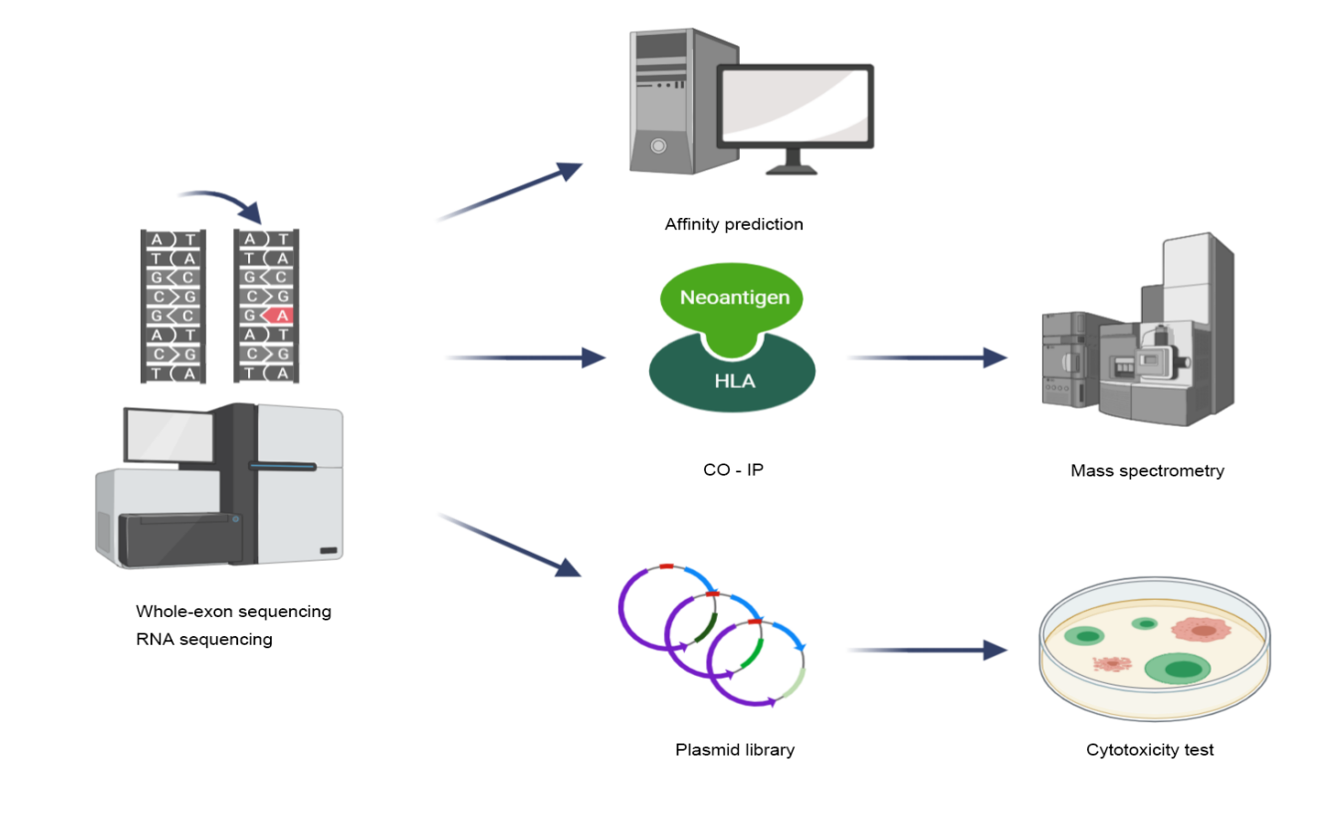 Affinity prediction
A T A T
T A T A
G C G C
C G C G
G C G A
A T A T
C G C G
T A T A
Neoantigen
HLA
CO - IP
Mass spectrometry
Whole-exon sequencing
RNA sequencing
Plasmid library
Cytotoxicity test